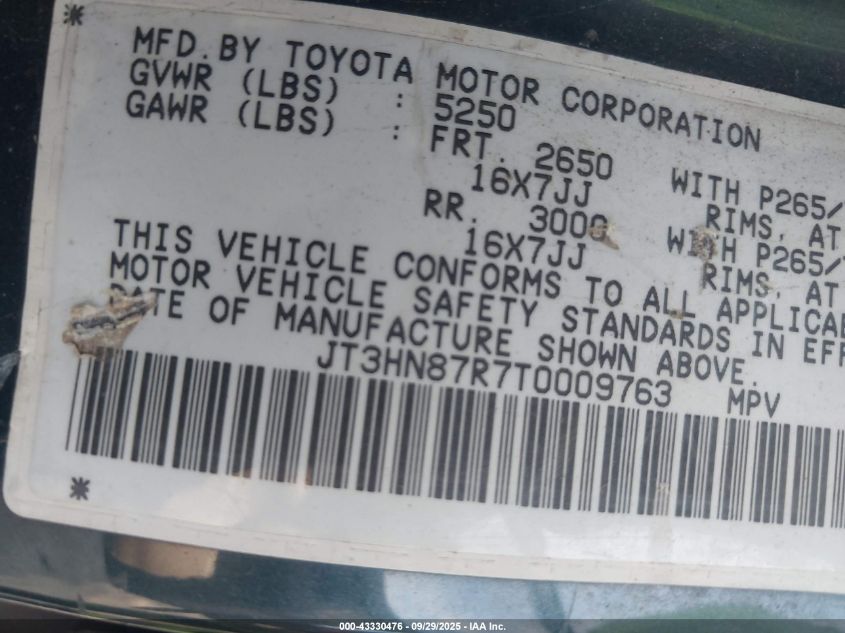 MFD. BY TOYOTA MOTOR CORPORATION
GVWR (LBS) : 5250
GAWR (LBS) : FRT. 2650 WITH P265/
16X7JJ RIMS, AT
RR. 3000 WITH P265/
16X7JJ RIMS, AT
THIS VEHICLE CONFORMS TO ALL APPLICAB
MOTOR VEHICLE SAFETY STANDARDS IN EFF
DATE OF MANUFACTURE SHOWN ABOVE.
JT3HN87R7T0009763 MPV
000-43330476 - 09/29/2025 - IAA Inc.